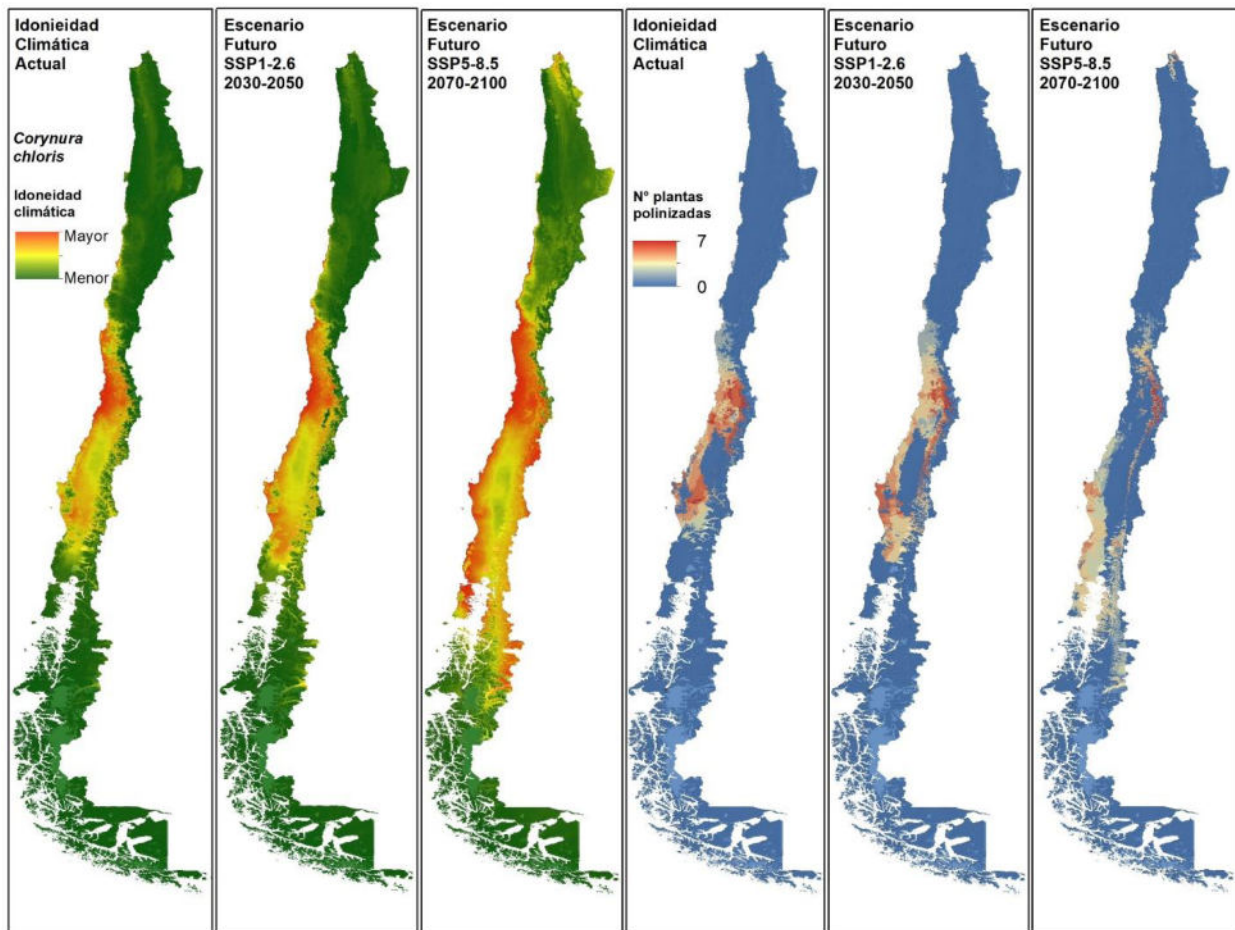 Idonieidad
Climática
Actual
Corynura
chloris
Idoneidad
climática
Mayor
Menor
Escenario
Futuro
SSP1-2.6
2030-2050
Escenario
Futuro
SSP5-8.5
2070-2100
Idonieidad
Climática
Actual
N° plantas
polinizadas
7
0
Escenario
Futuro
SSP1-2.6
2030-2050
Escenario
Futuro
SSP5-8.5
2070-2100